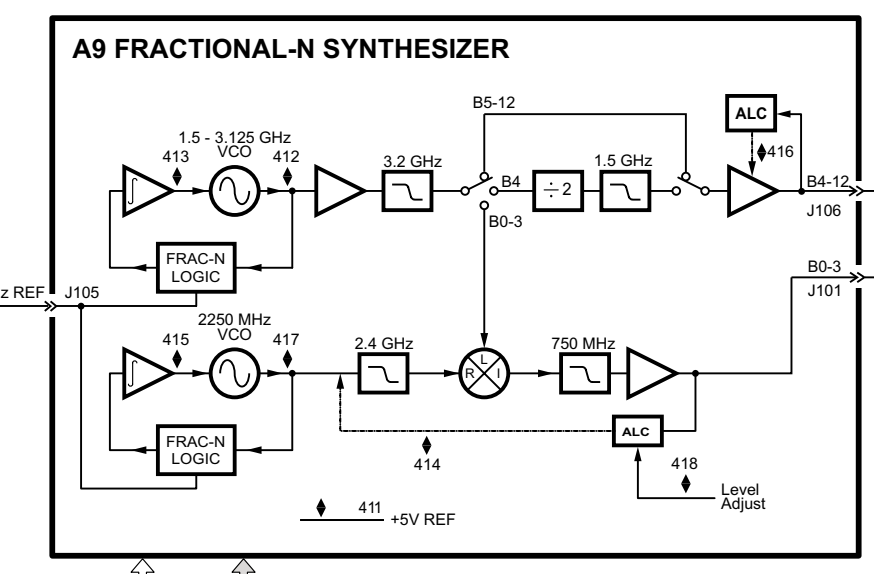 A9 FRACTIONAL-N SYNTHESIZER
B5-12
ALC
1.5 - 3.125 GHz
VCO
413
412
3.2 GHz
1.5 GHz
416
∫
B4
÷ 2
B4-12
J106
B0-3
FRAC-N
LOGIC
B0-3
J101
z REF
J105
2250 MHz
VCO
415
417
2.4 GHz
750 MHz
∫
L
R
I
FRAC-N
LOGIC
ALC
414
418
Level
Adjust
411
+5V REF